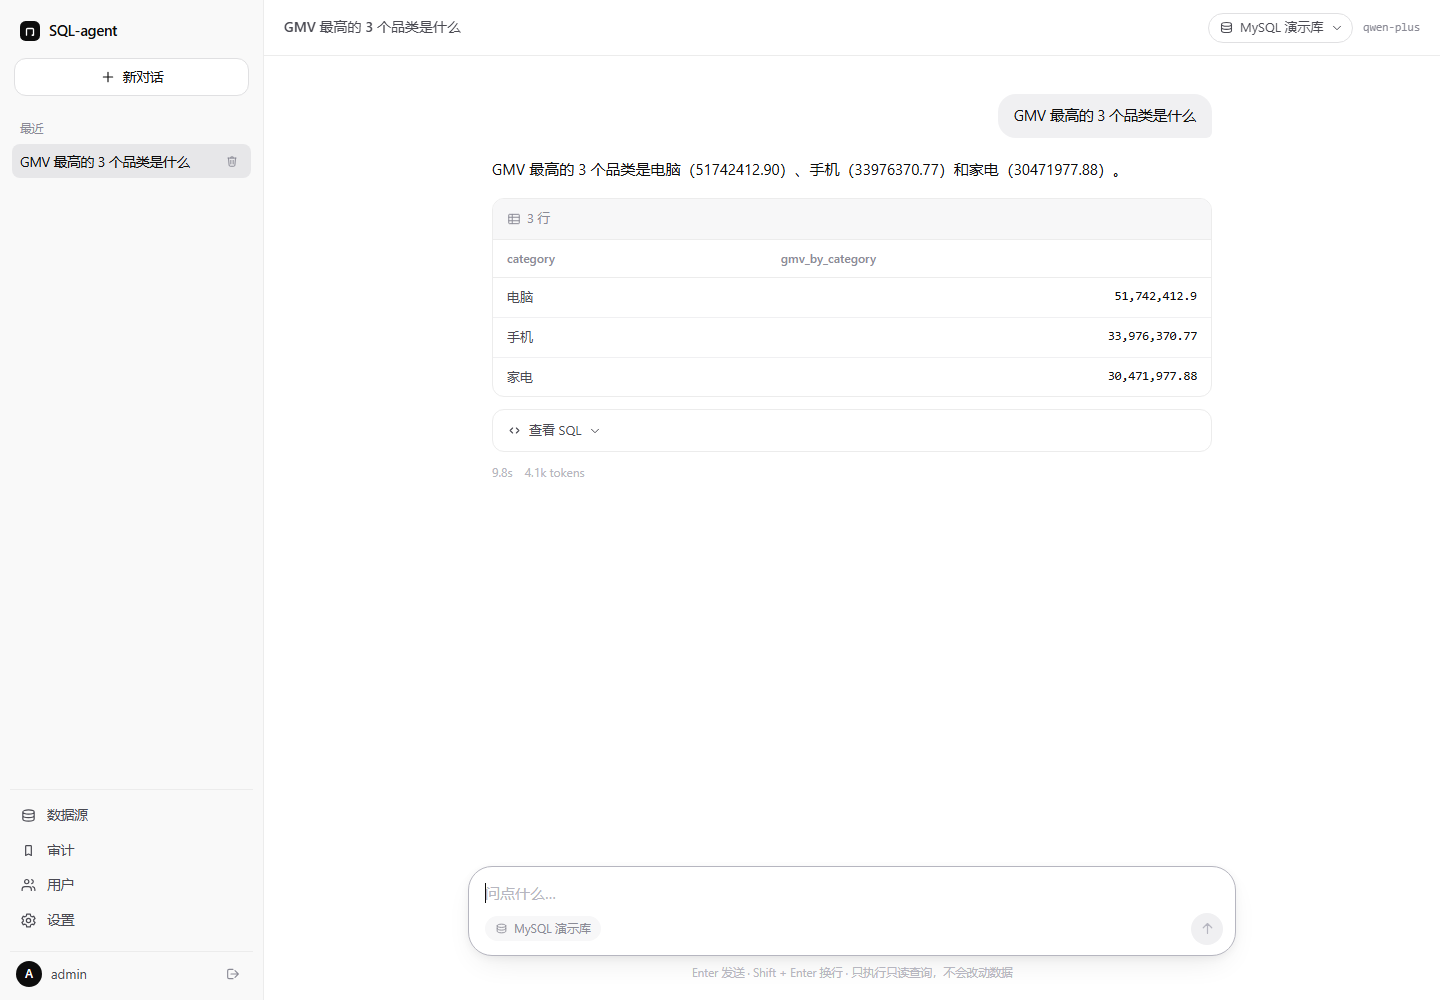 SQL-agent
新对话
最近
GMV 最高的 3 个品类是什么
数据源
审计
用户
设置
A admin
GMV 最高的 3 个品类是什么
MySQL 演示库 qwen-plus
GMV 最高的 3 个品类是什么
GMV 最高的 3 个品类是电脑（51742412.90）、手机（33976370.77）和家电（30471977.88）。
3 行
category gmv_by_category
电脑 51,742,412.9
手机 33,976,370.77
家电 30,471,977.88
查看 SQL
9.8s 4.1k tokens
问点什么...
MySQL 演示库
Enter 发送 · Shift + Enter 换行 · 只执行只读查询，不会改动数据